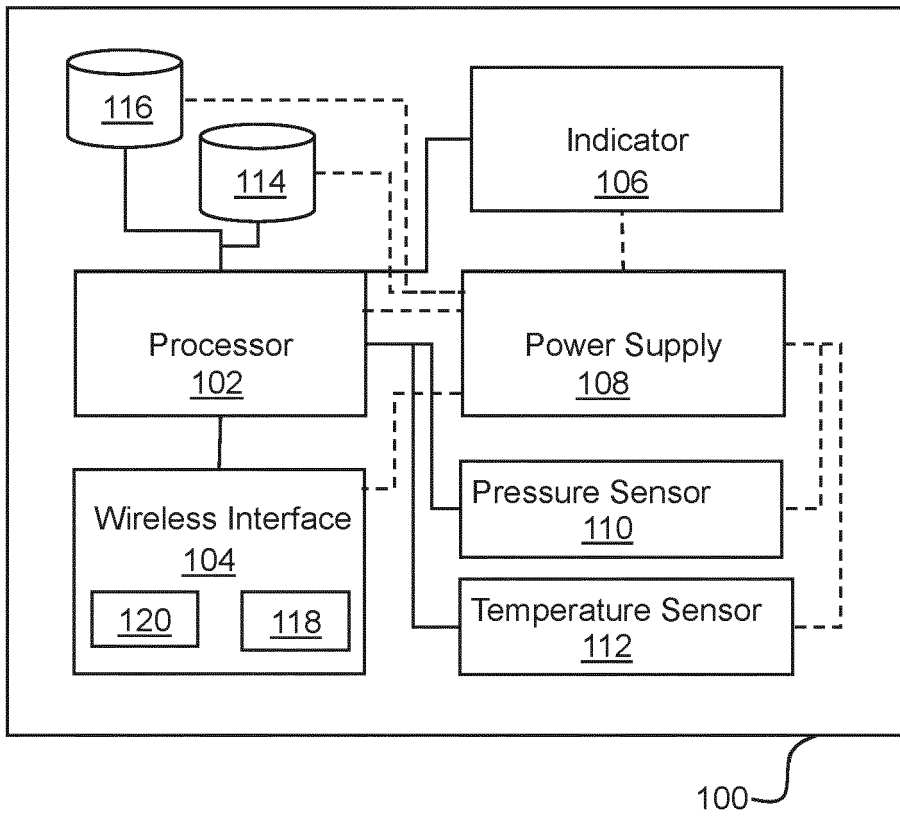 116
114
Indicator
106
Processor
102
Power Supply
108
Wireless Interface
104
120
118
Pressure Sensor
110
Temperature Sensor
112
100